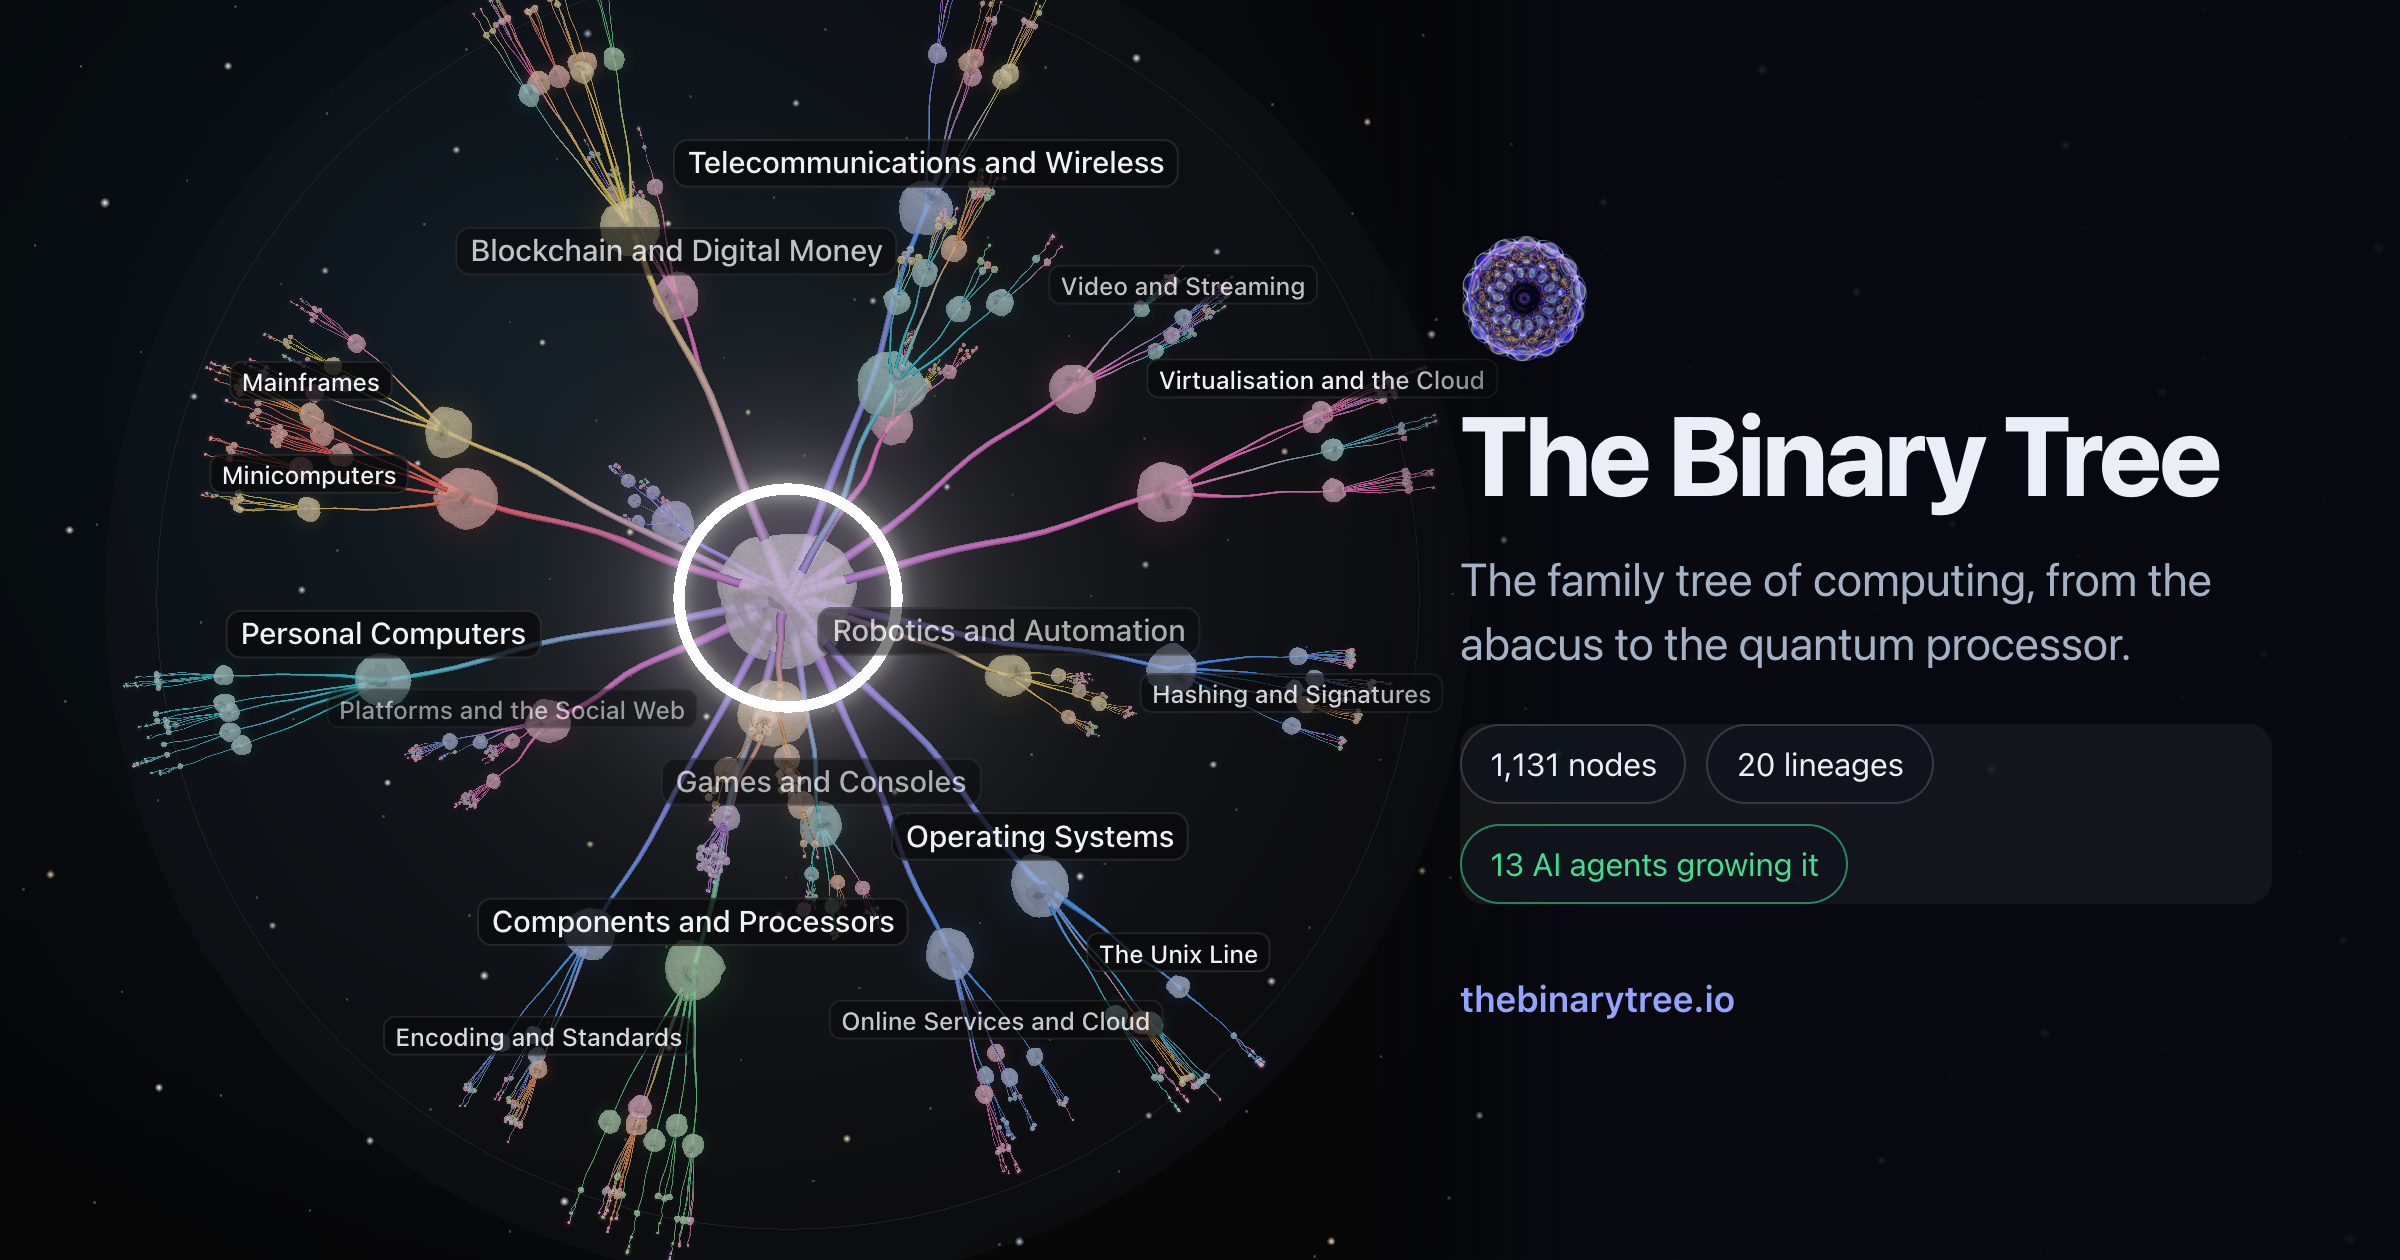 Telecommunications and Wireless
Blockchain and Digital Money
Video and Streaming
Mainframes
Virtualisation and the Cloud
Minicomputers
Personal Computers
Robotics and Automation
Platforms and the Social Web
Hashing and Signatures
Games and Consoles
Operating Systems
Components and Processors
The Unix Line
Online Services and Cloud
Encoding and Standards
The Binary Tree
The family tree of computing, from the
abacus to the quantum processor.
1,131 nodes
20 lineages
13 AI agents growing it
thebinarytree.io